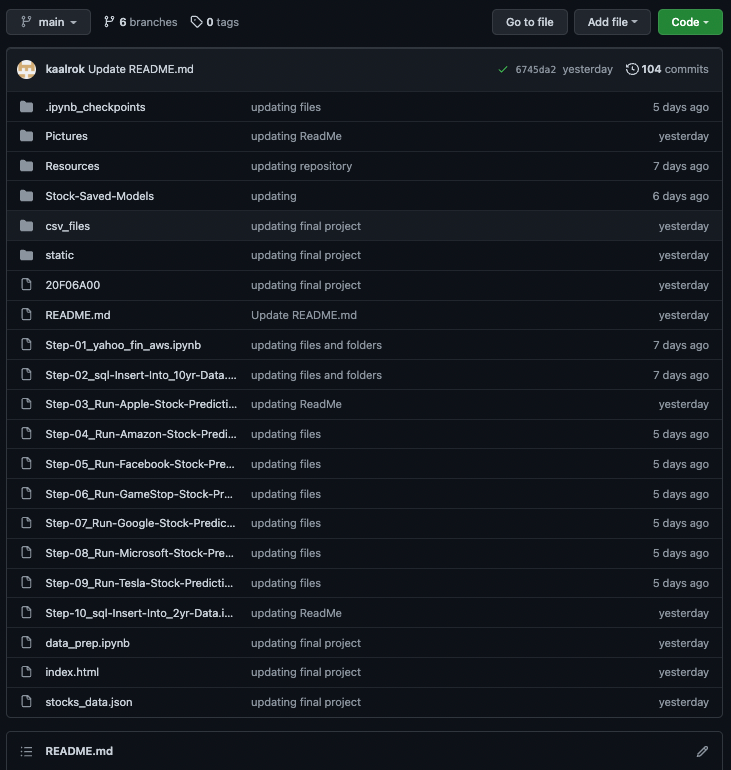 main 6 branches 0 tags Go to file Add file Code
kaalrok Update README.md 6745da2 yesterday 104 commits
.ipynb_checkpoints updating files 5 days ago
Pictures updating ReadMe yesterday
Resources updating repository 7 days ago
Stock-Saved-Models updating 6 days ago
csv_files updating final project yesterday
static updating final project yesterday
20F06A00 updating final project yesterday
README.md Update README.md yesterday
Step-01_yahoo_fin_aws.ipynb updating files and folders 7 days ago
Step-02_sql-Insert-Into_10yr-Data.... updating files and folders 7 days ago
Step-03_Run-Apple-Stock-Predicti... updating ReadMe yesterday
Step-04_Run-Amazon-Stock-Predi... updating files 5 days ago
Step-05_Run-Facebook-Stock-Pre... updating files 5 days ago
Step-06_Run-GameStop-Stock-Pr... updating files 5 days ago
Step-07_Run-Google-Stock-Predic... updating files 5 days ago
Step-08_Run-Microsoft-Stock-Pre... updating files 5 days ago
Step-09_Run-Tesla-Stock-Predicti... updating files 5 days ago
Step-10_sql-Insert-Into_2yr-Data.i... updating ReadMe yesterday
data_prep.ipynb updating final project yesterday
index.html updating final project yesterday
stocks_data.json updating final project yesterday
README.md